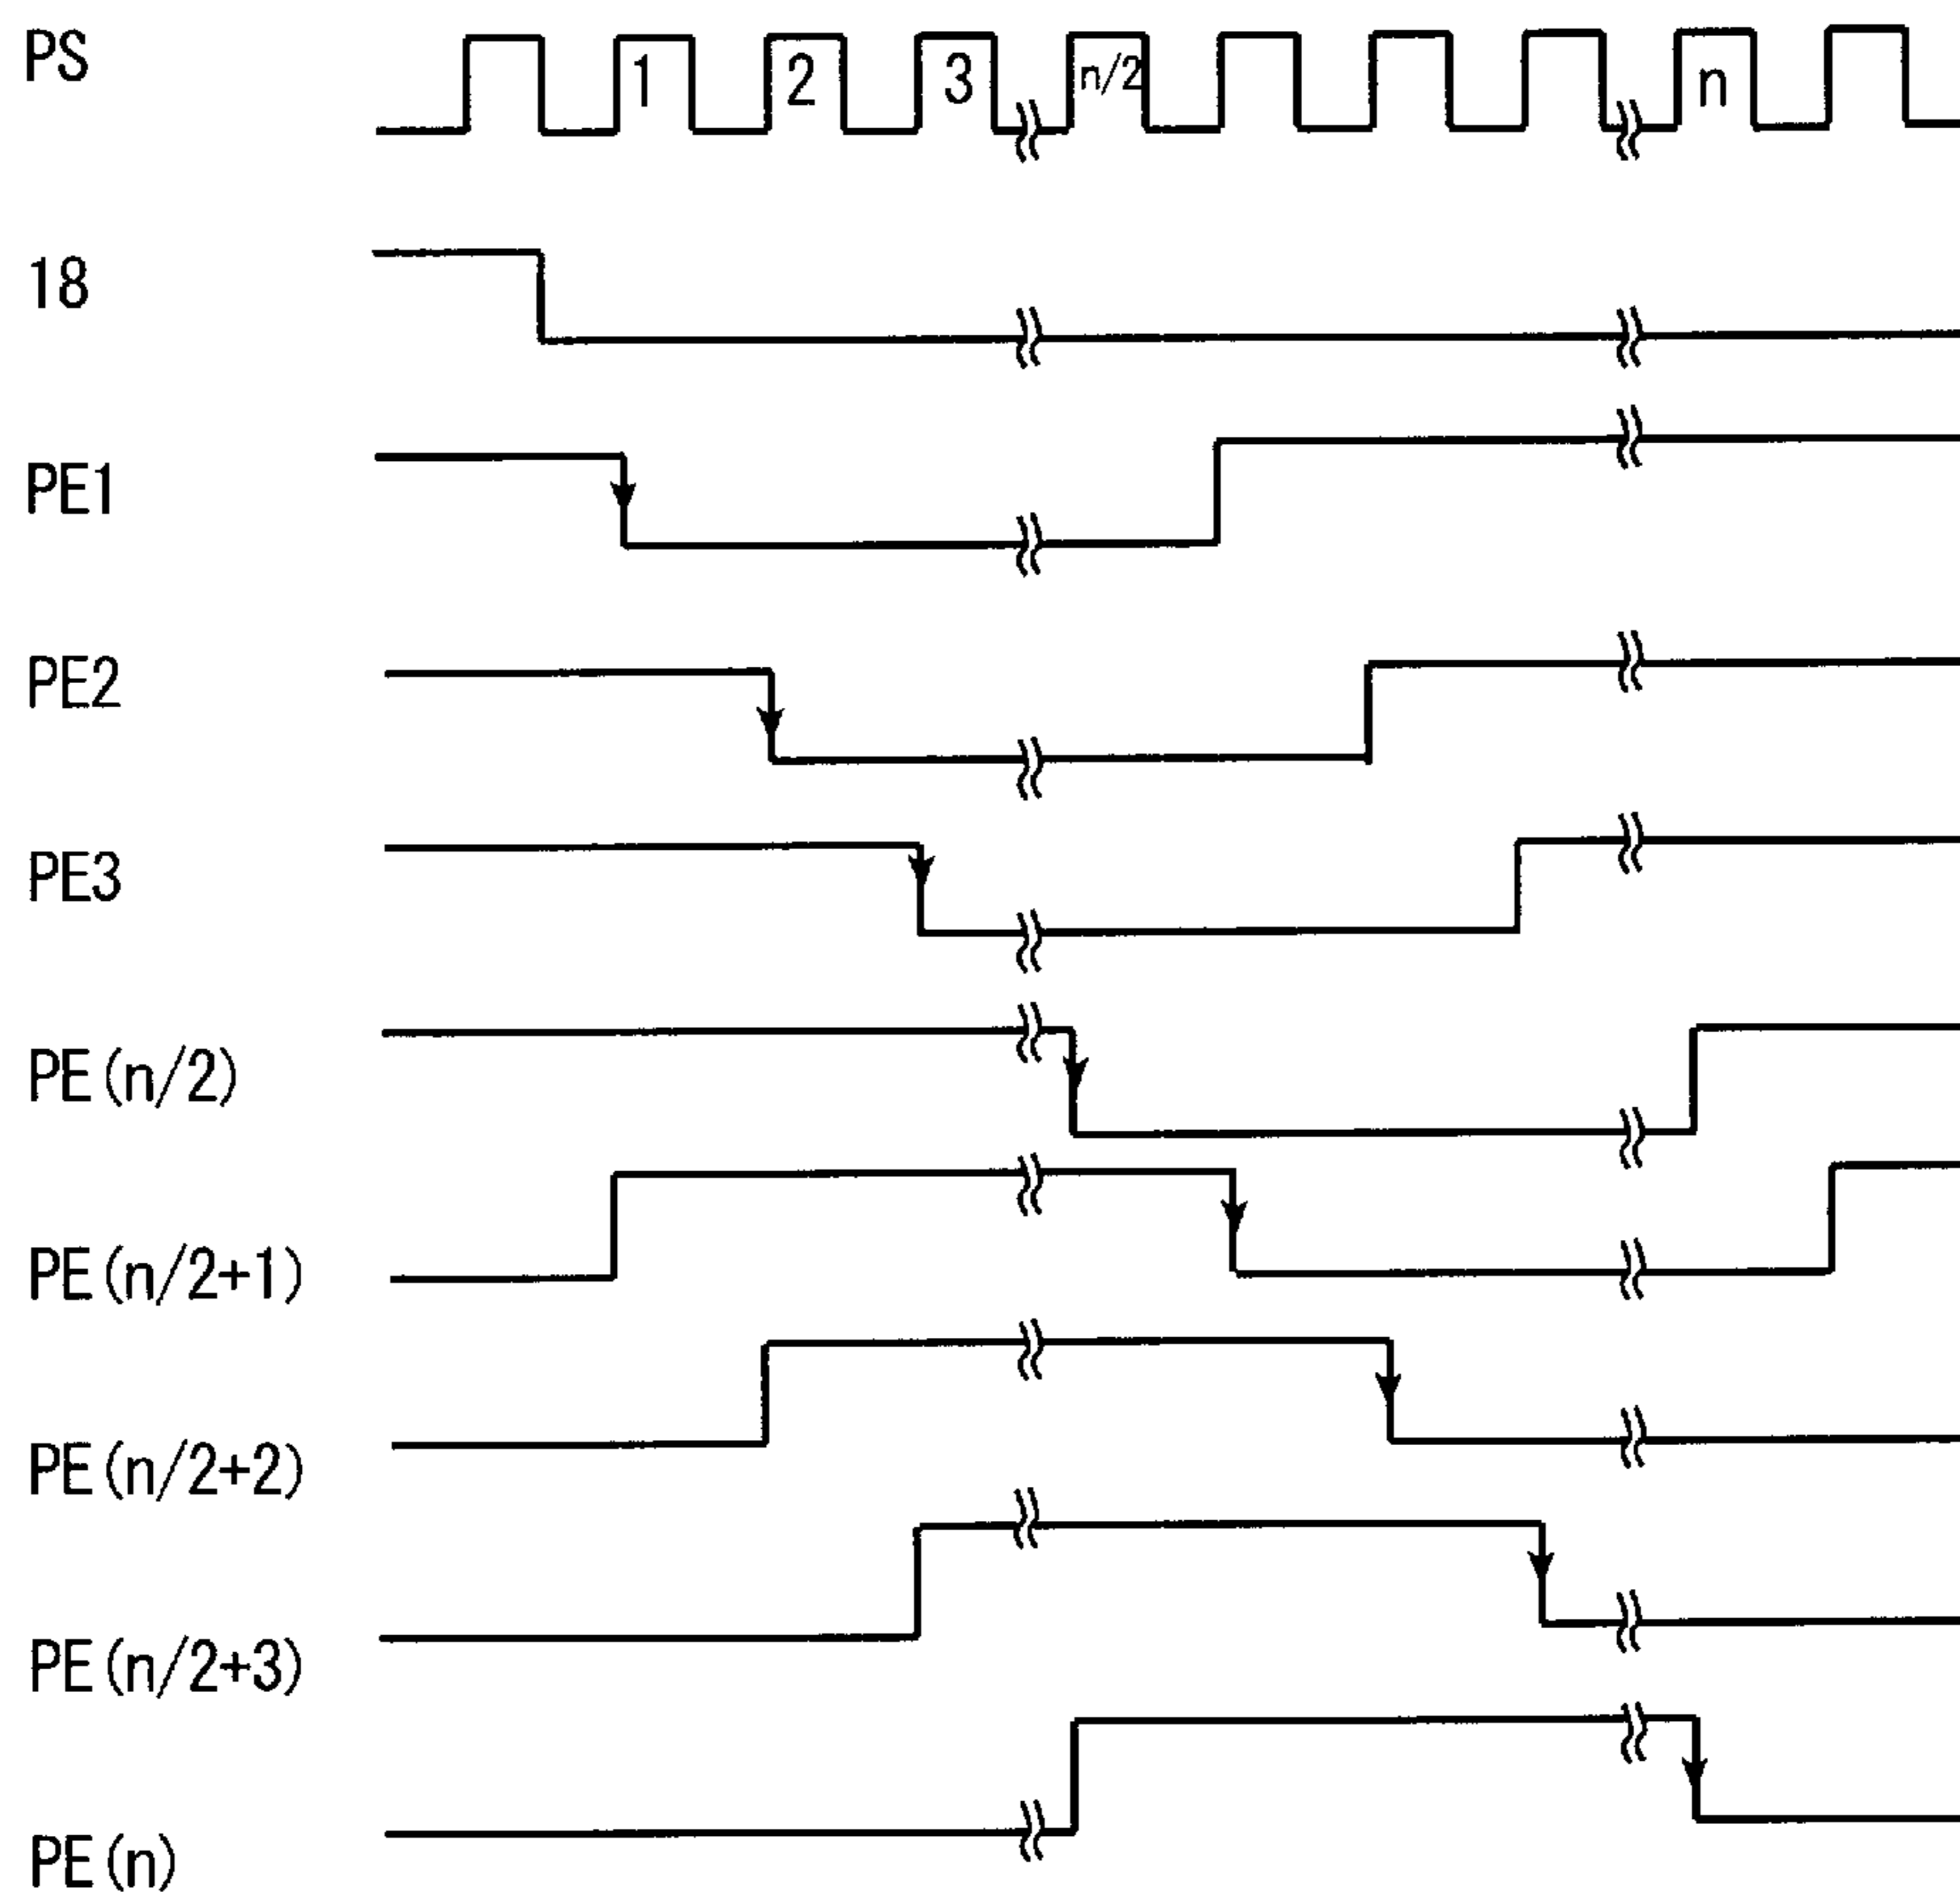 PS 1 2 3 n/2 n
18
PE1
PE2
PE3
PE(n/2)
PE(n/2+1)
PE(n/2+2)
PE(n/2+3)
PE(n)